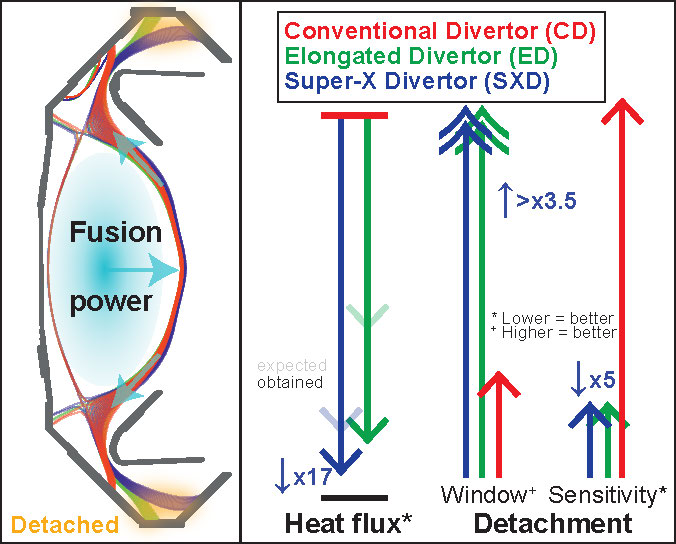 Fusion
power
Detached
Conventional Divertor (CD)
Elongated Divertor (ED)
Super-X Divertor (SXD)
↑>x3.5
* Lower = better
+ Higher = better
expected
obtained
↓x5
↓x17
Window+ Sensitivity*
Heat flux* Detachment